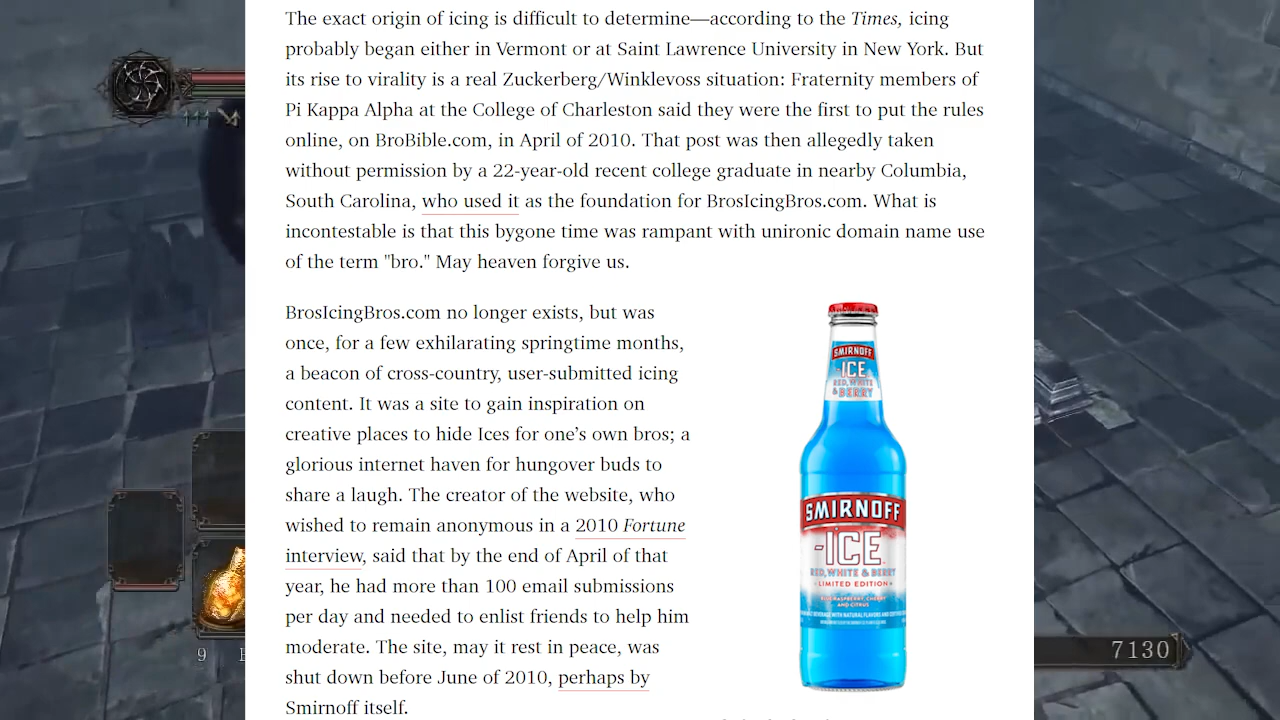 The exact origin of icing is difficult to determine—according to the Times, icing
probably began either in Vermont or at Saint Lawrence University in New York. But
its rise to virality is a real Zuckerberg/Winklevoss situation: Fraternity members of
Pi Kappa Alpha at the College of Charleston said they were the first to put the rules
online, on BroBible.com, in April of 2010. That post was then allegedly taken
without permission by a 22-year-old recent college graduate in nearby Columbia,
South Carolina, who used it as the foundation for BrosIcingBros.com. What is
incontestable is that this bygone time was rampant with unironic domain name use
of the term "bro." May heaven forgive us.
BrosIcingBros.com no longer exists, but was
once, for a few exhilarating springtime months,
a beacon of cross-country, user-submitted icing
content. It was a site to gain inspiration on
creative places to hide Ices for one’s own bros; a
glorious internet haven for hungover buds to
share a laugh. The creator of the website, who
wished to remain anonymous in a 2010 Fortune
interview, said that by the end of April of that
year, he had more than 100 email submissions
per day and needed to enlist friends to help him
moderate. The site, may it rest in peace, was
shut down before June of 2010, perhaps by
Smirnoff itself.
SMIRNOFF
ICE
RED, WHITE
& BERRY
SMIRNOFF
ICE
RED, WHITE & BERRY
LIMITED EDITION
BLUE RASPBERRY, CHERRY
AND CITRUS
9
7130